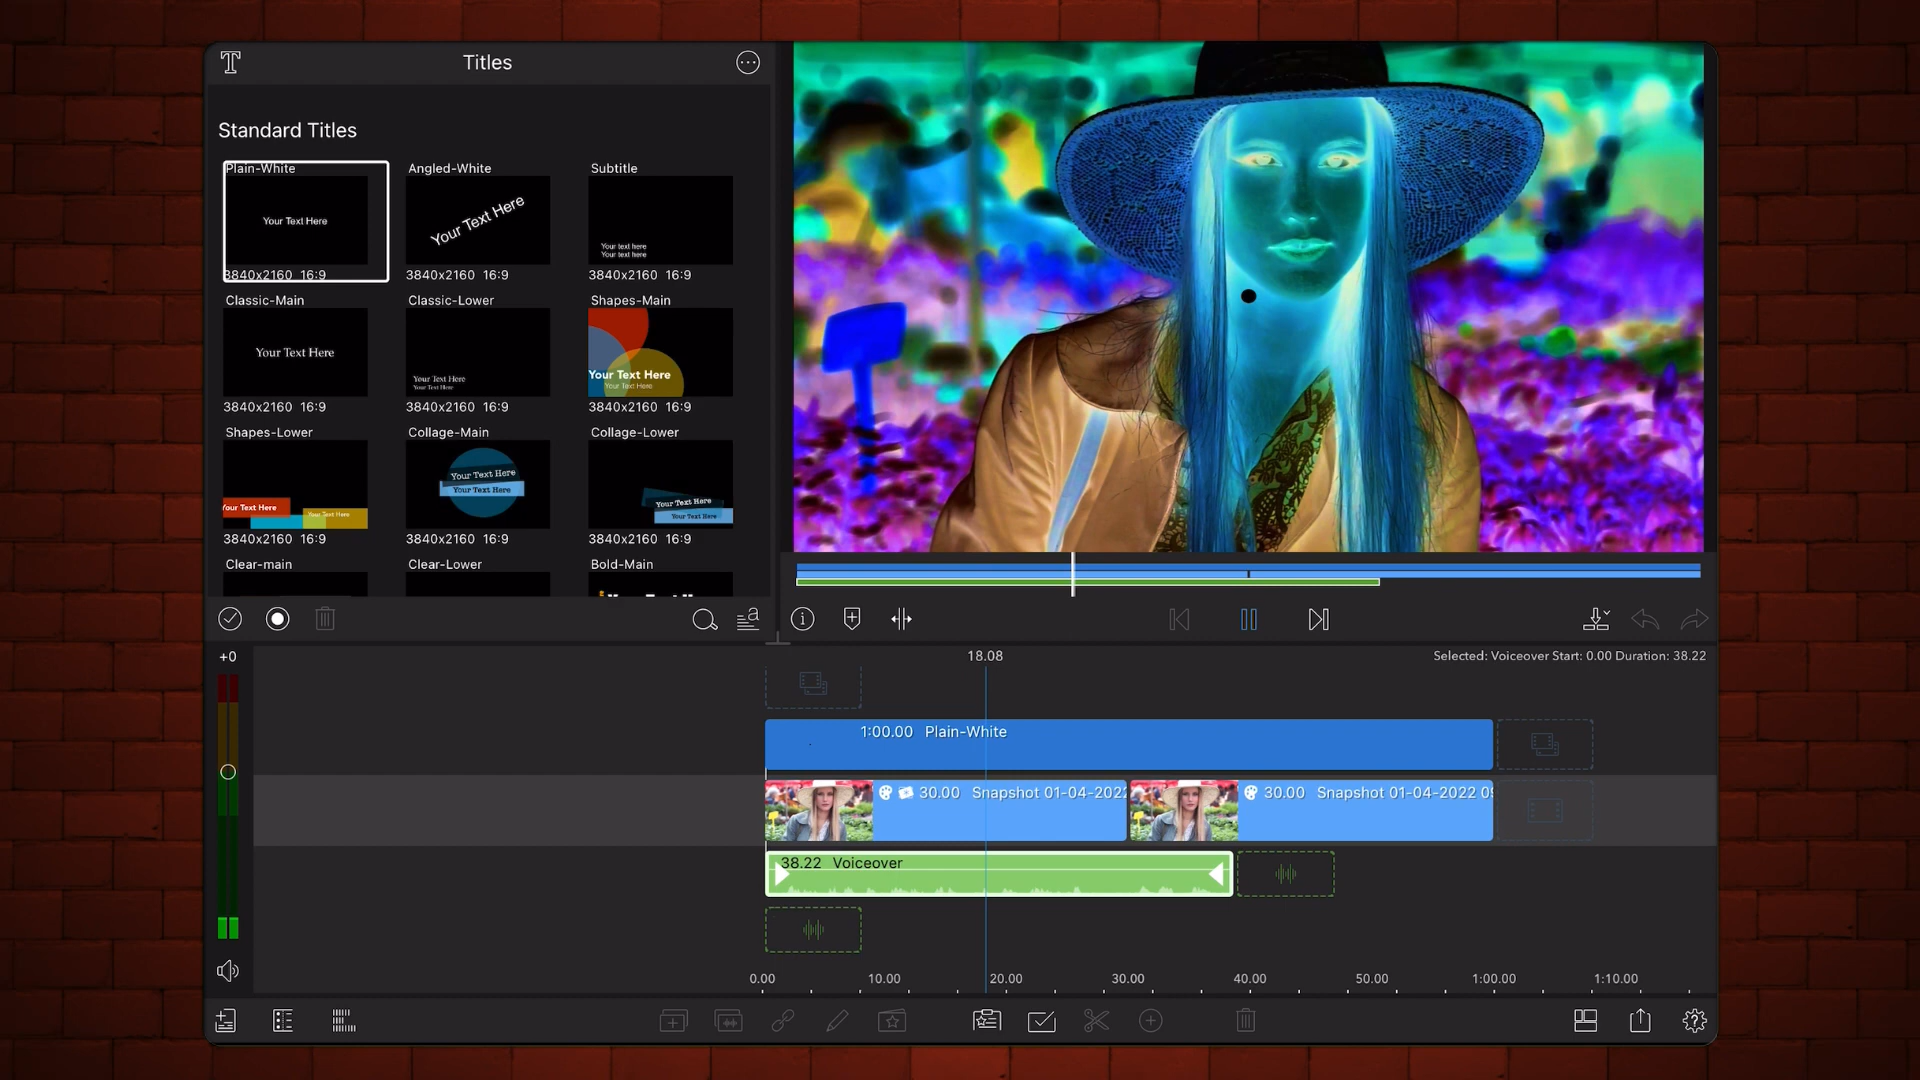 Titles
Standard Titles
Plain-White
Angled-White
Subtitle
Your Text Here
Your Text Here
Your text here
Your text here
3840x2160 16:9
3840x2160 16:9
3840x2160 16:9
Classic-Main
Classic-Lower
Shapes-Main
Your Text Here
Your Text Here
Your Text Here
Your Text Here
Your Text Here
3840x2160 16:9
3840x2160 16:9
3840x2160 16:9
Shapes-Lower
Collage-Main
Collage-Lower
Your Text Here
Your Text Here
Your Text Here
Your Text Here
Your Text Here
Your Text Here
3840x2160 16:9
3840x2160 16:9
3840x2160 16:9
Clear-main
Clear-Lower
Bold-Main
+0
18.08
Selected: Voiceover Start: 0.00 Duration: 38.22
1:00.00 Plain-White
30.00 Snapshot 01-04-2022
30.00 Snapshot 01-04-2022 09
38.22 Voiceover
0.00 10.00 20.00 30.00 40.00 50.00 1:00.00 1:10.00